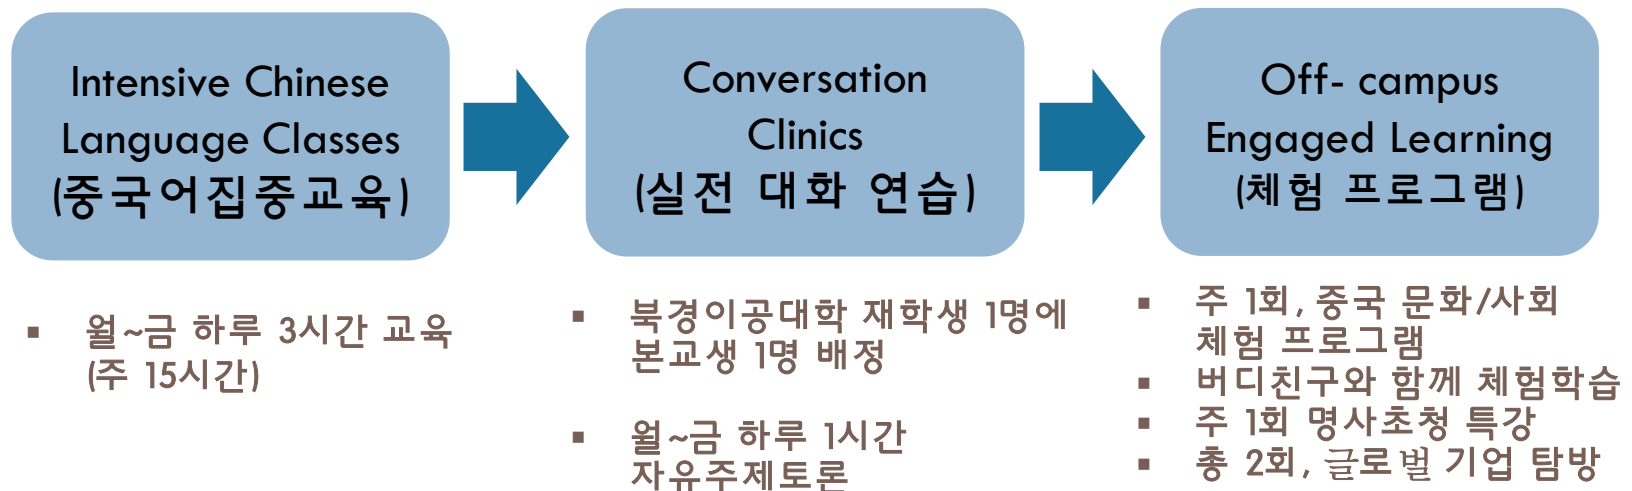 Intensive Chinese
Language Classes
(중국어집중교육)
▪ 월~금 하루 3시간 교육
(주 15시간)
Conversation
Clinics
(실전 대화 연습)
▪ 북경이공대학 재학생 1명에
본교생 1명 배정
▪ 월~금 하루 1시간
자유주제토론
Off- campus
Engaged Learning
(체험 프로그램)
▪ 주 1회, 중국 문화/사회
체험 프로그램
▪ 버디친구와 함께 체험학습
▪ 주 1회 명사초청 특강
▪ 총 2회, 글로벌 기업 탐방